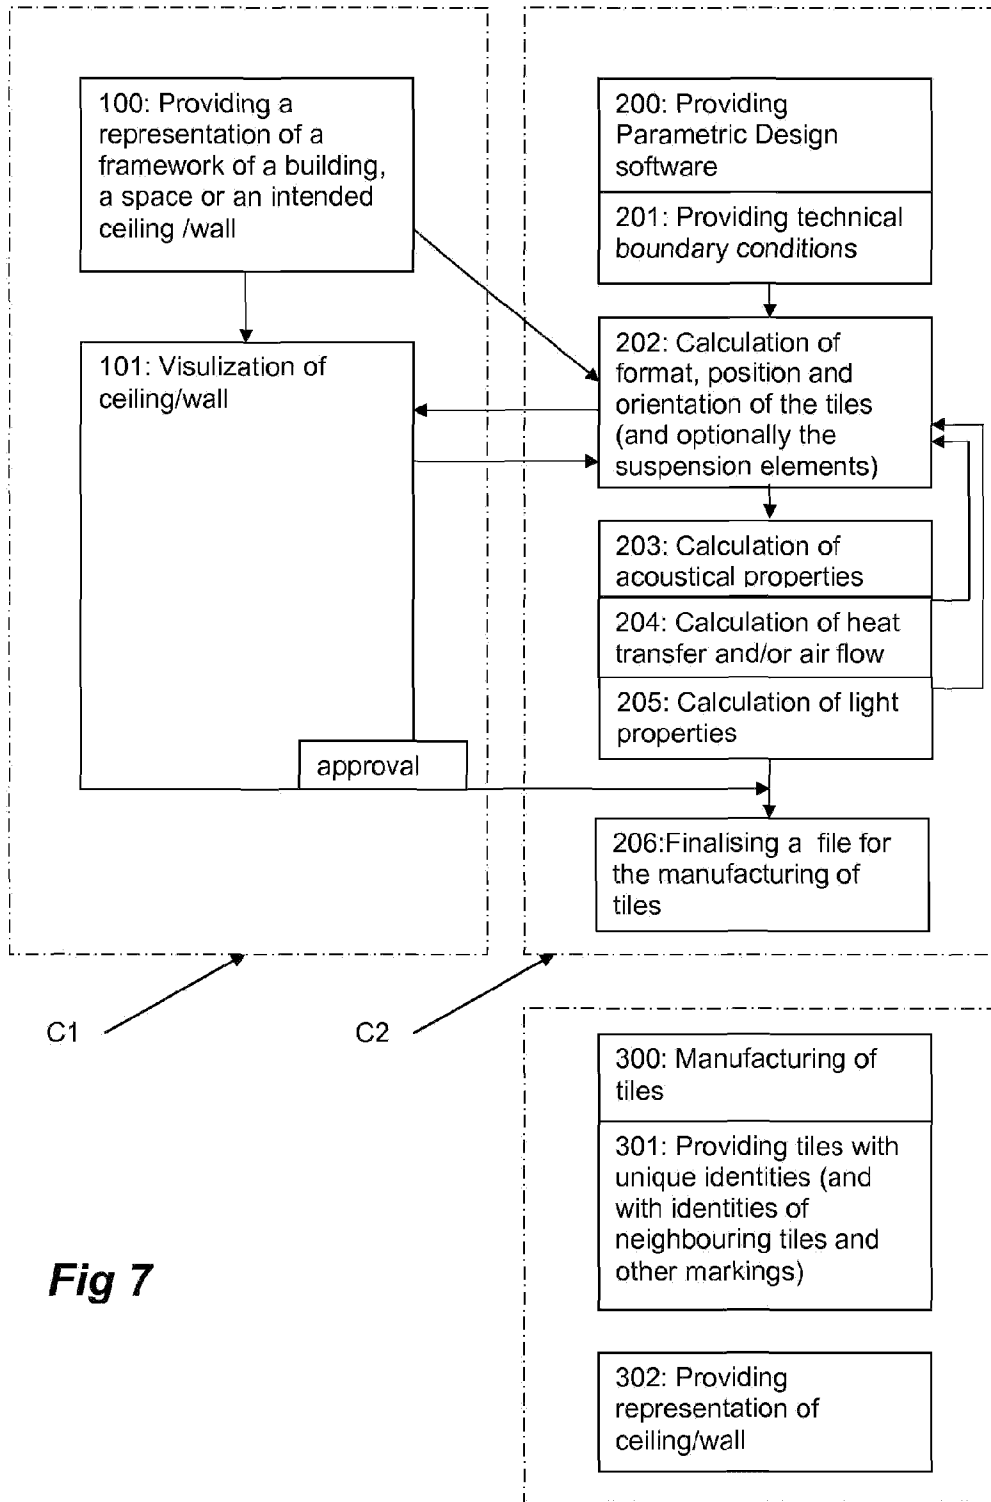 100: Providing a
representation of a
framework of a building,
a space or an intended
ceiling /wall
101: Visulization of
ceiling/wall
approval
200: Providing
Parametric Design
software
201: Providing technical
boundary conditions
202: Calculation of
format, position and
orientation of the tiles
(and optionally the
suspension elements)
203: Calculation of
acoustical properties
204: Calculation of heat
transfer and/or air flow
205: Calculation of light
properties
206:Finalising a file for
the manufacturing of
tiles
C1
C2
300: Manufacturing of
tiles
301: Providing tiles with
unique identities (and
with identities of
neighbouring tiles and
other markings)
302: Providing
representation of
ceiling/wall
Fig 7